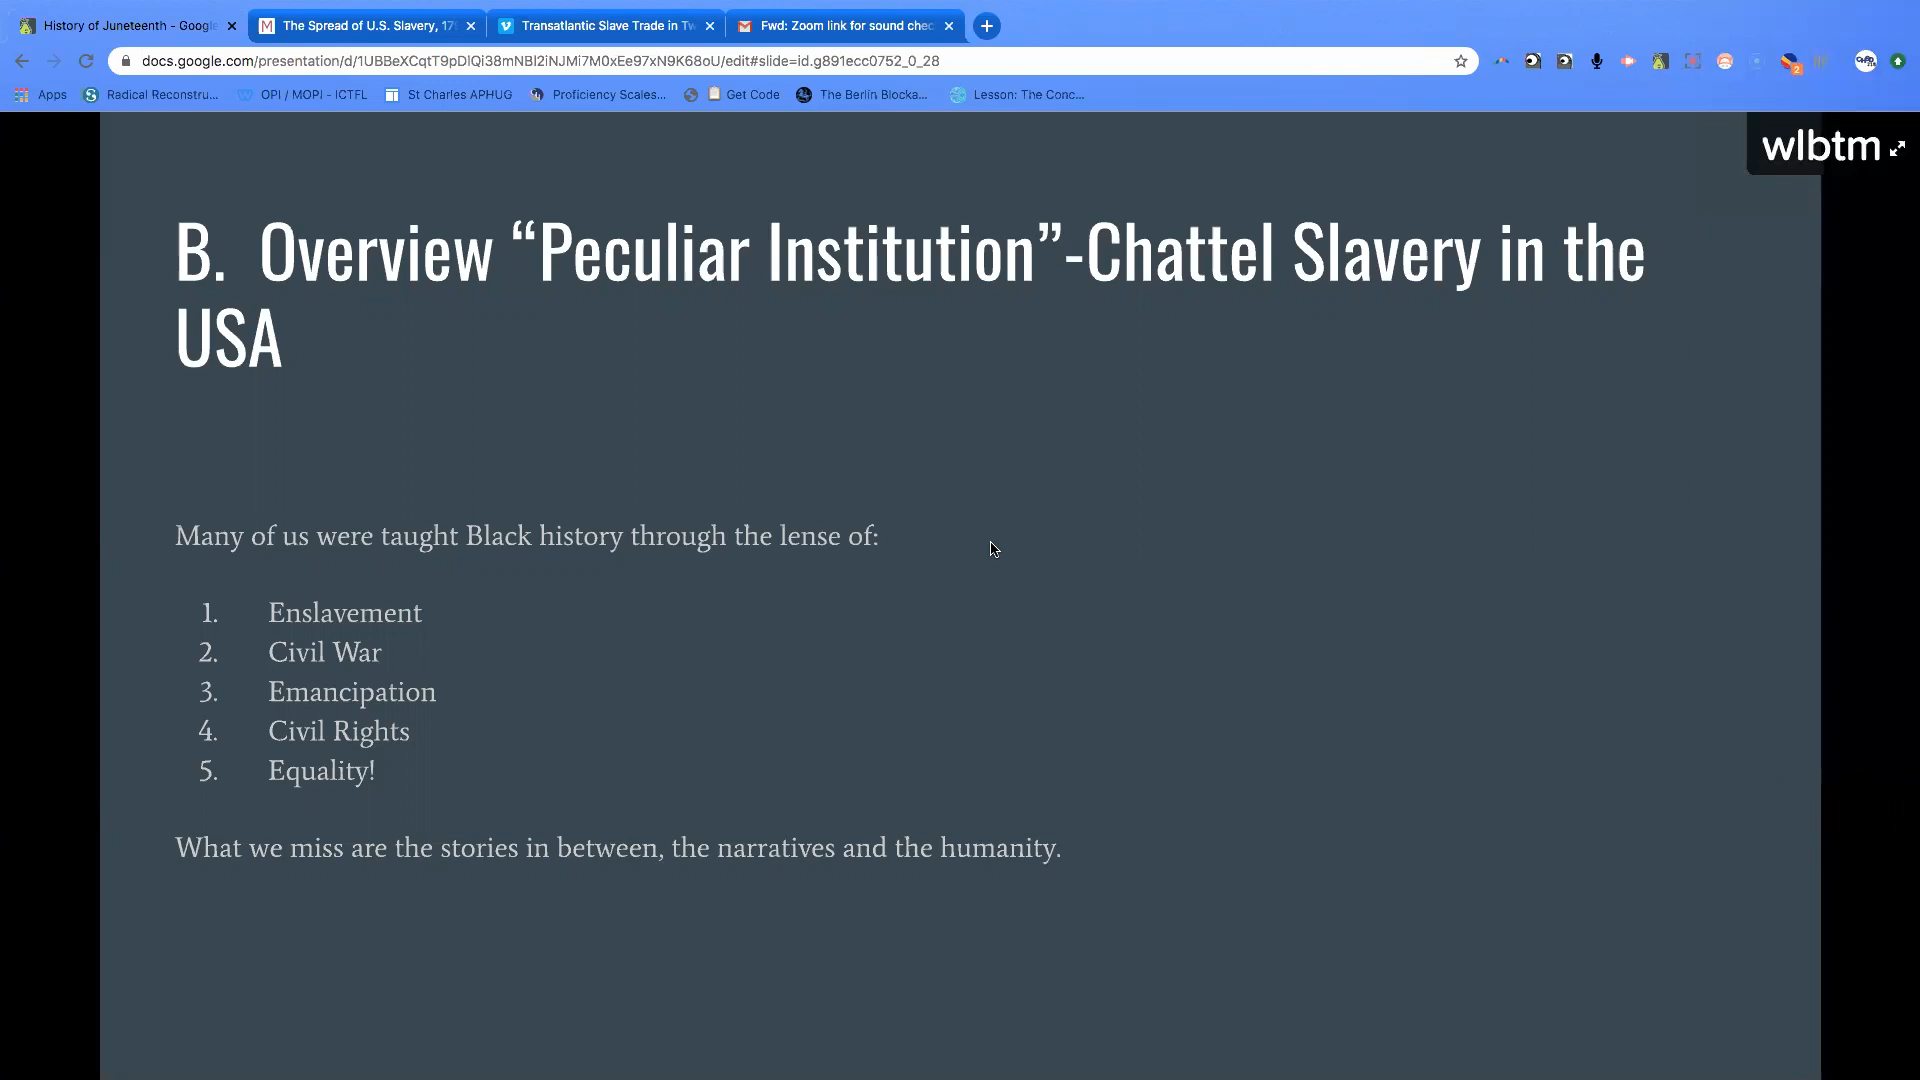 History of Juneteenth - Google
The Spread of U.S. Slavery, 179
Transatlantic Slave Trade in Tw
Fwd: Zoom link for sound chec
docs.google.com/presentation/d/1UBBeXCqtT9pDlQi38mNBl2iNJMi7M0xEe97xN9K68oU/edit#slide=id.g891ecc0752_0_28
Apps Radical Reconstru... OPI / MOPI - ICTFL St Charles APHUG Proficiency Scales... Get Code The Berlin Blocka... Lesson: The Conc...
wlbtm
B. Overview “Peculiar Institution”-Chattel Slavery in the
USA
Many of us were taught Black history through the lense of:
1. Enslavement
2. Civil War
3. Emancipation
4. Civil Rights
5. Equality!
What we miss are the stories in between, the narratives and the humanity.